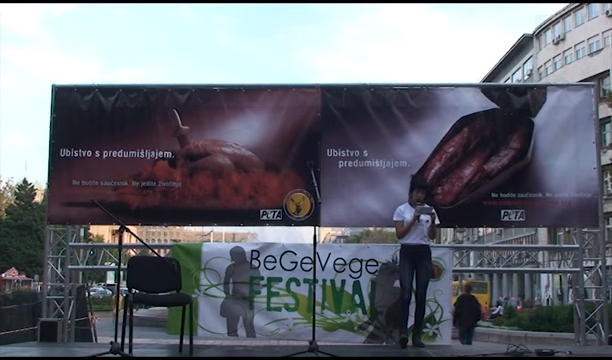 Ubistvo s predumišljajem.
Ne budite saučesnik. Ne jedite životinje.
PeTA
Ubistvo s
predumišljajem.
Ne budite saučesnik. Ne jedite životinje.
PeTA
BeGeVege
FESTIVAL